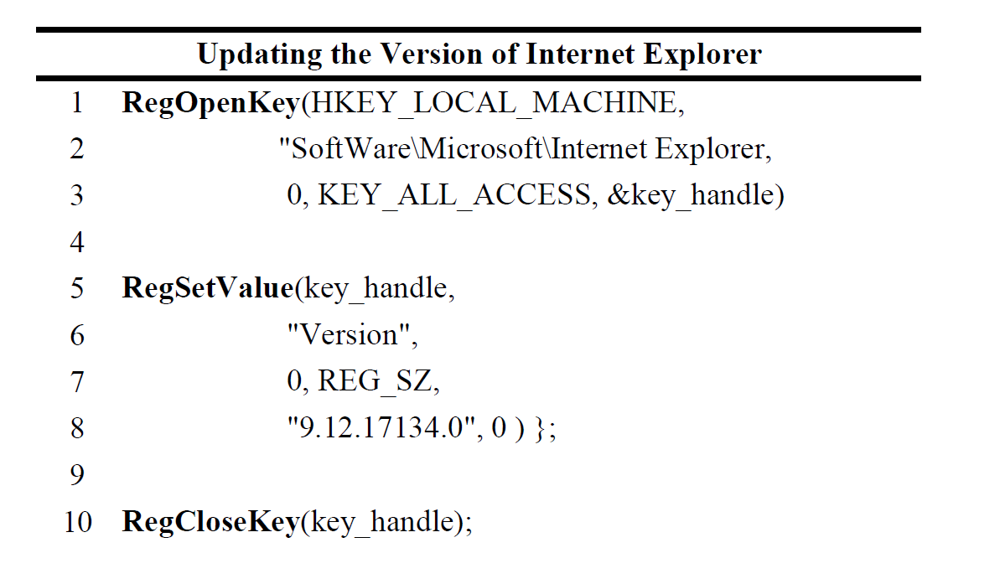 Updating the Version of Internet Explorer
1 RegOpenKey(HKEY_LOCAL_MACHINE,
2 "SoftWare\Microsoft\Internet Explorer,
3 0, KEY_ALL_ACCESS, &key_handle)
4
5 RegSetValue(key_handle,
6 "Version",
7 0, REG_SZ,
8 "9.12.17134.0", 0 ) };
9
10 RegCloseKey(key_handle);